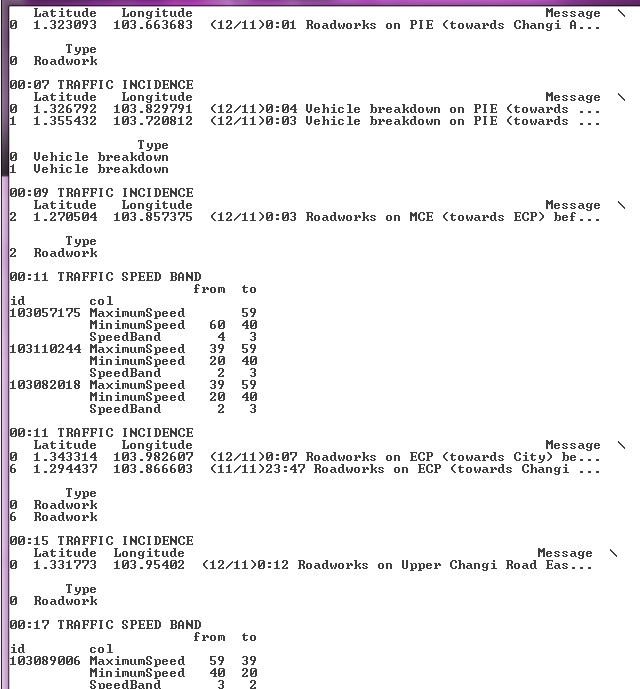 Latitude   Longitude                                                Message  \
0  1.323093  103.663683  (12/11)0:01 Roadworks on PIE (towards Changi A...

       Type
0  Roadwork

00:07 TRAFFIC INCIDENCE
   Latitude   Longitude                                                Message  \
0  1.326792  103.829791  (12/11)0:04 Vehicle breakdown on PIE (towards ...
1  1.355432  103.720812  (12/11)0:03 Vehicle breakdown on PIE (towards ...

                Type
0  Vehicle breakdown
1  Vehicle breakdown

00:09 TRAFFIC INCIDENCE
   Latitude   Longitude                                                Message  \
2  1.270504  103.857375  (12/11)0:03 Roadworks on MCE (towards ECP) bef...

       Type
2  Roadwork

00:11 TRAFFIC SPEED BAND
                       from  to
id        col
103057175 MaximumSpeed       59
          MinimumSpeed   60  40
          SpeedBand       4   3
103110244 MaximumSpeed   39  59
          MinimumSpeed   20  40
          SpeedBand       2   3
103082018 MaximumSpeed   39  59
          MinimumSpeed   20  40
          SpeedBand       2   3

00:11 TRAFFIC INCIDENCE
   Latitude   Longitude                                                Message  \
0  1.343314  103.982607  (12/11)0:07 Roadworks on ECP (towards City) be...
6  1.294437  103.866603  (11/11)23:47 Roadworks on ECP (towards Changi ...

       Type
0  Roadwork
6  Roadwork

00:15 TRAFFIC INCIDENCE
   Latitude  Longitude                                                Message  \
0  1.331773  103.95402  (12/11)0:12 Roadworks on Upper Changi Road Eas...

       Type
0  Roadwork

00:17 TRAFFIC SPEED BAND
                       from  to
id        col
103089006 MaximumSpeed   59  39
          MinimumSpeed   40  20
          SpeedBand       3   2